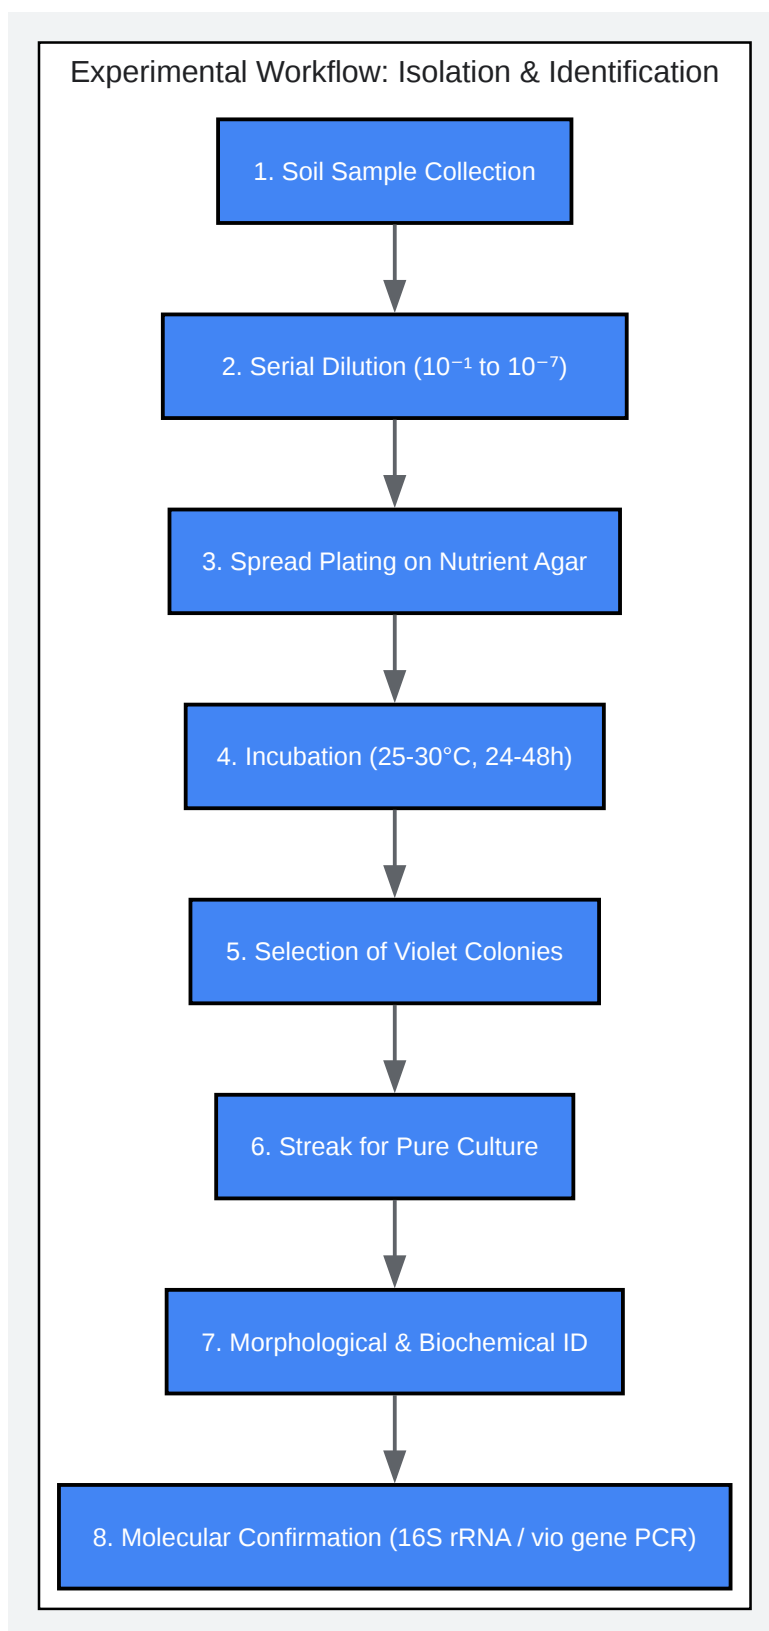 Experimental Workflow: Isolation & Identification
1. Soil Sample Collection
2. Serial Dilution (10⁻¹ to 10⁻⁷)
3. Spread Plating on Nutrient Agar
4. Incubation (25-30°C, 24-48h)
5. Selection of Violet Colonies
6. Streak for Pure Culture
7. Morphological & Biochemical ID
8. Molecular Confirmation (16S rRNA / vio gene PCR)